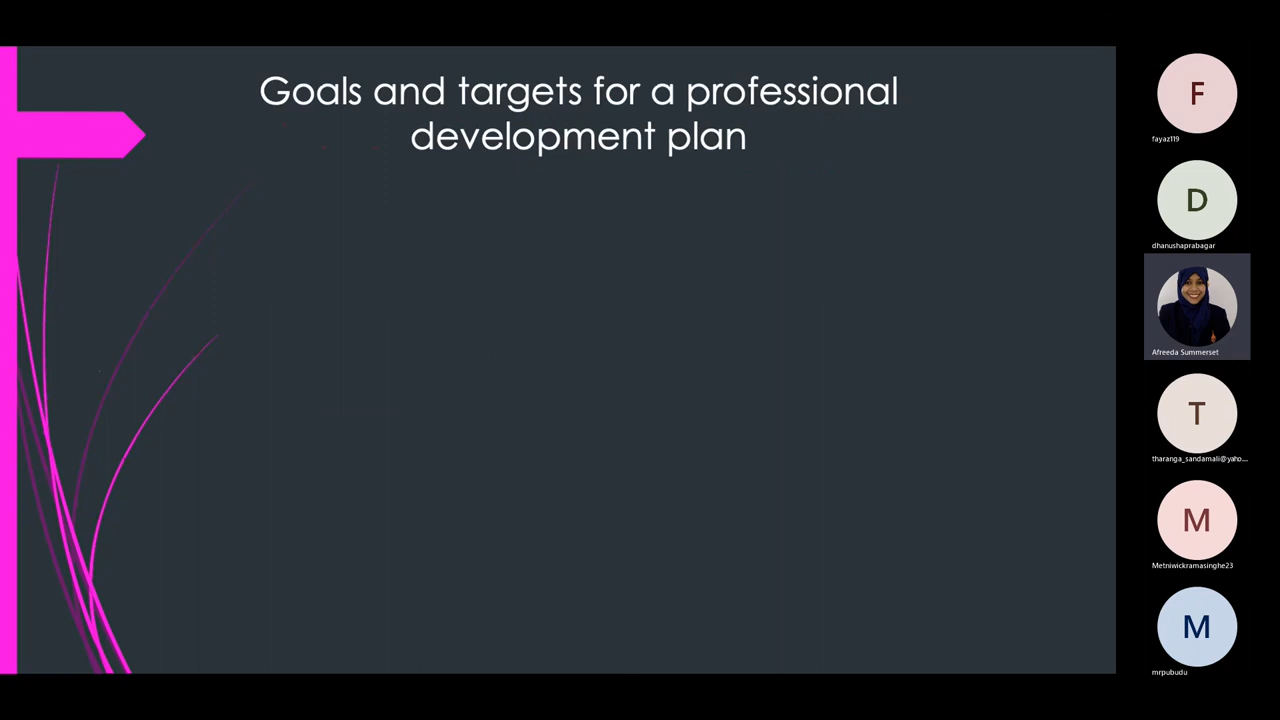 Goals and targets for a professional
development plan
F
fayaz119
D
dhanushaprabagar
Afreeda Summerset
T
tharanga_sandamali@yaho...
M
Metniwickramasinghe23
M
mrpubudu